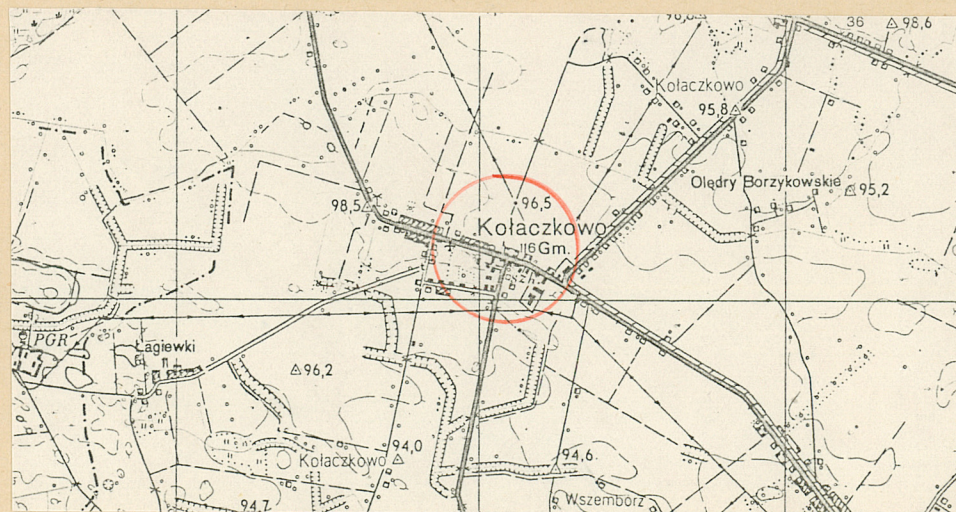 36 98,6
Kołaczkowo
95,8
Olędry Borzykowskie 95,2
98,5
96,5
Kołaczkowo
116 Gm.
PGR
Łagiewki
11
96,2
94,0
Kołaczkowo
94,6
94,7
Wszembórz